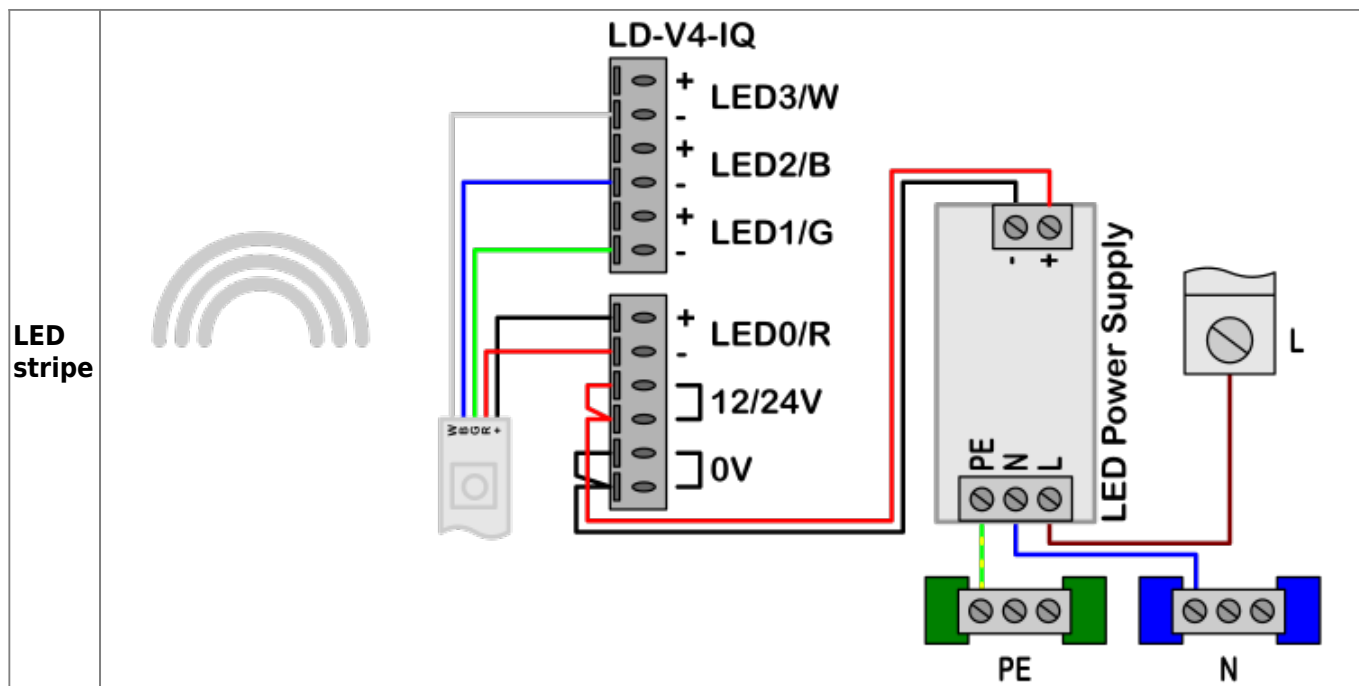 LED
stripe
LD-V4-IQ
+
-
LED3/W
+
-
LED2/B
+
-
LED1/G
+
-
LED0/R
12/24V
0V
W
B
G
R
+
-
+
LED Power Supply
PE
N
L
L
PE
N